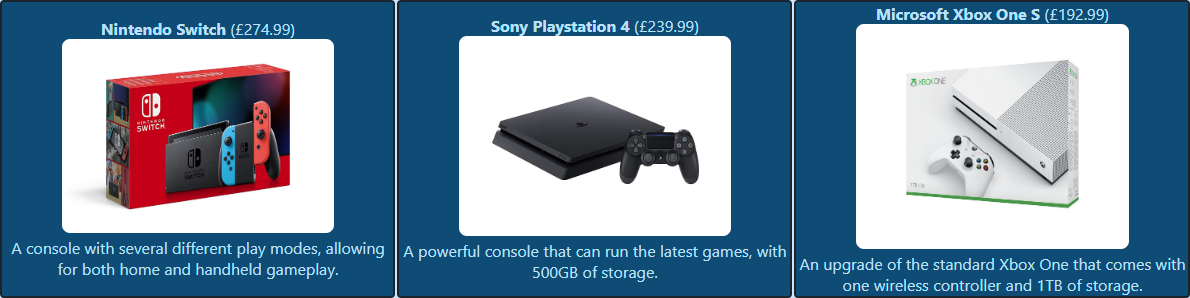 Nintendo Switch (£274.99)
NINTENDO
SWITCH
A console with several different play modes, allowing
for both home and handheld gameplay.
Sony Playstation 4 (£239.99)
A powerful console that can run the latest games, with
500GB of storage.
Microsoft Xbox One S (£192.99)
XBOX ONE
An upgrade of the standard Xbox One that comes with
one wireless controller and 1TB of storage.